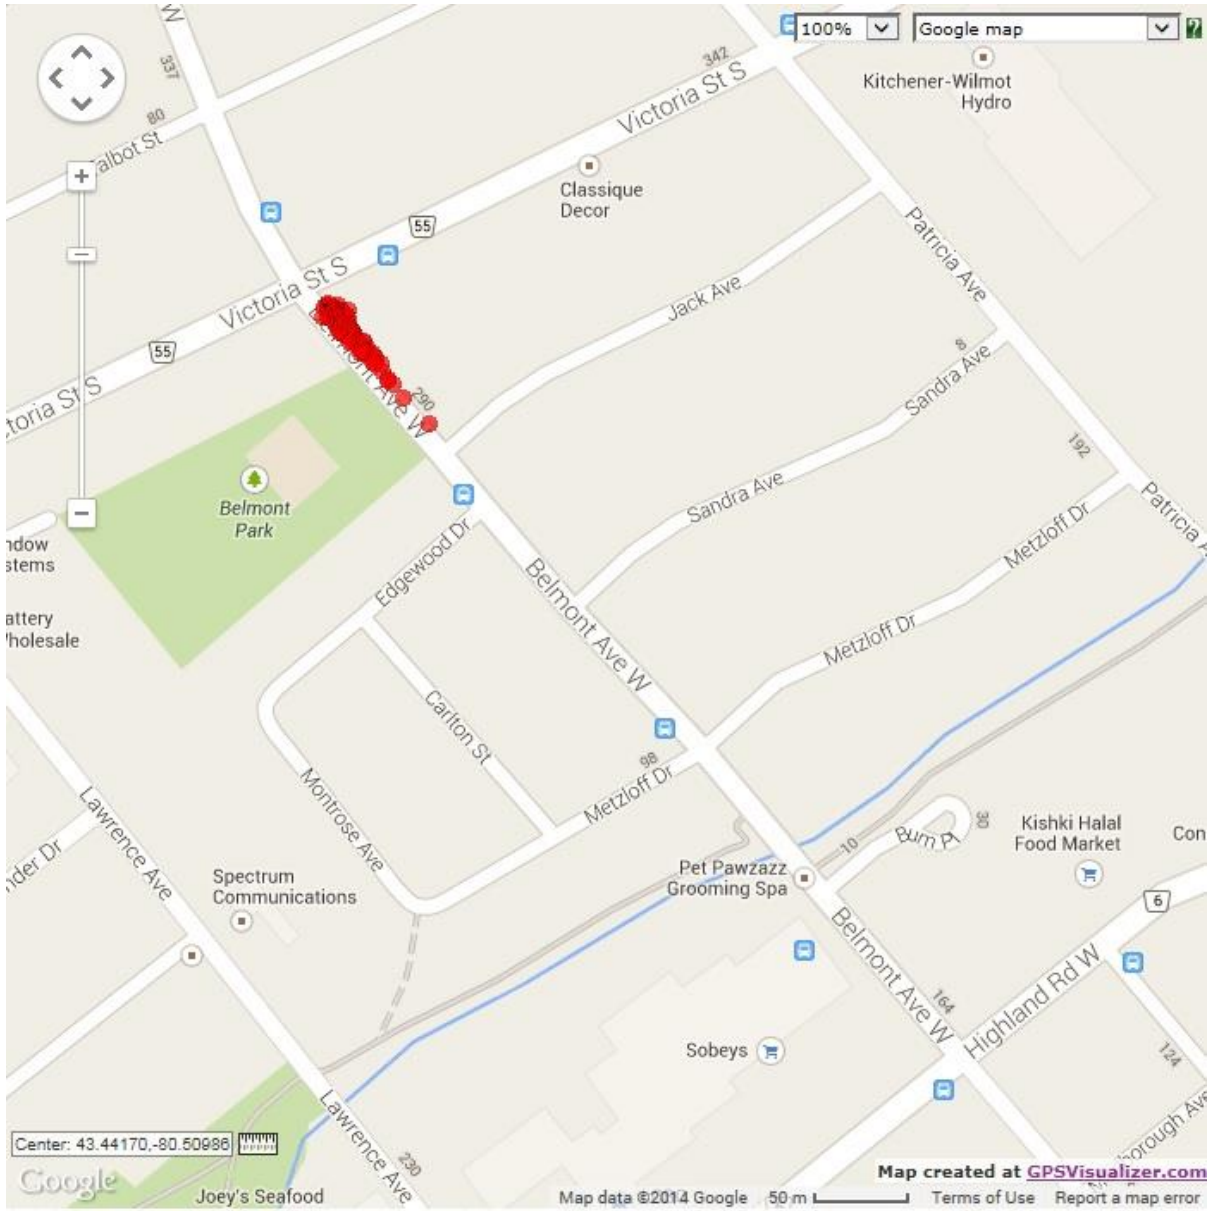 W
100%
Google map
337
342
Kitchener-Wilmot
Hydro
80
Victoria St S
albot St
Classique
Decor
55
Patricia Ave
Victoria St S
Jack Ave
55
8
Sandra Ave
290
Ave W
toria St S
192
Belmont
Park
Sandra Ave
Patricia A
Metzloff Dr
ndow
stems
Edgewood Dr
Belmont Ave W
attery
holesale
Metzloff Dr
Carlton St
98
Metzloff Dr
Montrose Ave
Lawrence Ave
30
Kishki Halal
Food Market
Con
10
Burn Pl
nder Dr
Pet Pawzazz
Grooming Spa
Spectrum
Communications
6
Belmont Ave W
Highland Rd W
164
Sobeys
124
Lawrence Ave
orough Ave
Center: 43.44170,-80.50986
230
Google
Joey's Seafood
Map created at GPSVisualizer.com
Map data ©2014 Google
50 m
Terms of Use
Report a map error